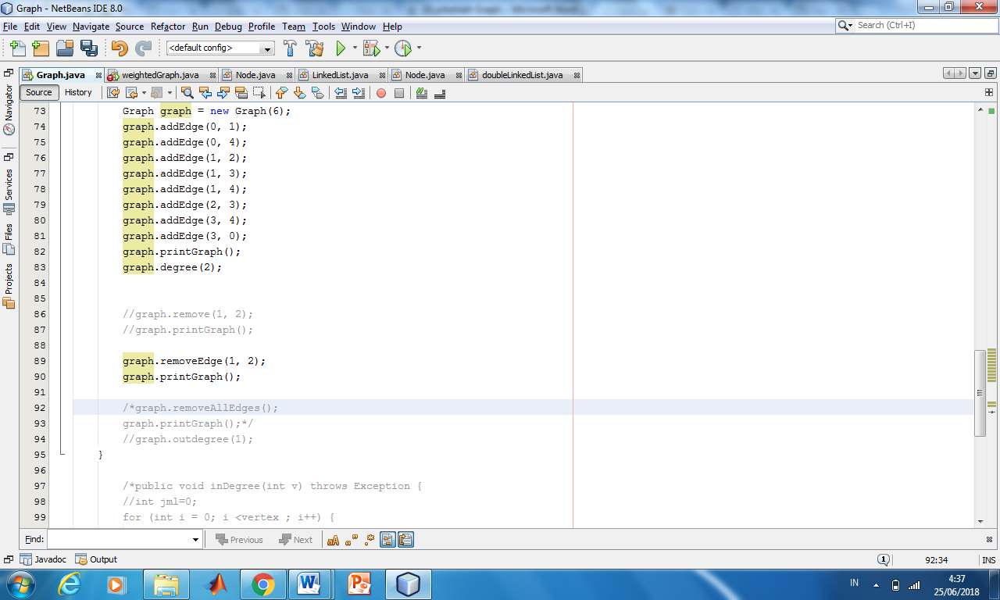 Graph - NetBeans IDE 8.0
File Edit View Navigate Source Refactor Run Debug Profile Team Tools Window Help
Search (Ctrl+I)
<default config>
Graph.java weightedGraph.java Node.java LinkedList.java Node.java doubleLinkedList.java
Source History
Navigator
Services
Files
Projects
73 Graph graph = new Graph(6);
74 graph.addEdge(0, 1);
75 graph.addEdge(0, 4);
76 graph.addEdge(1, 2);
77 graph.addEdge(1, 3);
78 graph.addEdge(1, 4);
79 graph.addEdge(2, 3);
80 graph.addEdge(3, 4);
81 graph.addEdge(3, 0);
82 graph.printGraph();
83 graph.degree(2);
84
85
86 //graph.remove(1, 2);
87 //graph.printGraph();
88
89 graph.removeEdge(1, 2);
90 graph.printGraph();
91
92 /*graph.removeAllEdges();
93 graph.printGraph();*/
94 //graph.outdegree(1);
95 }
96
97 /*public void inDegree(int v) throws Exception {
98 //int jml=0;
99 for (int i = 0; i <vertex ; i++) {
Find: Previous Next
Javadoc Output 1 92:34 INS
IN 4:37
25/06/2018